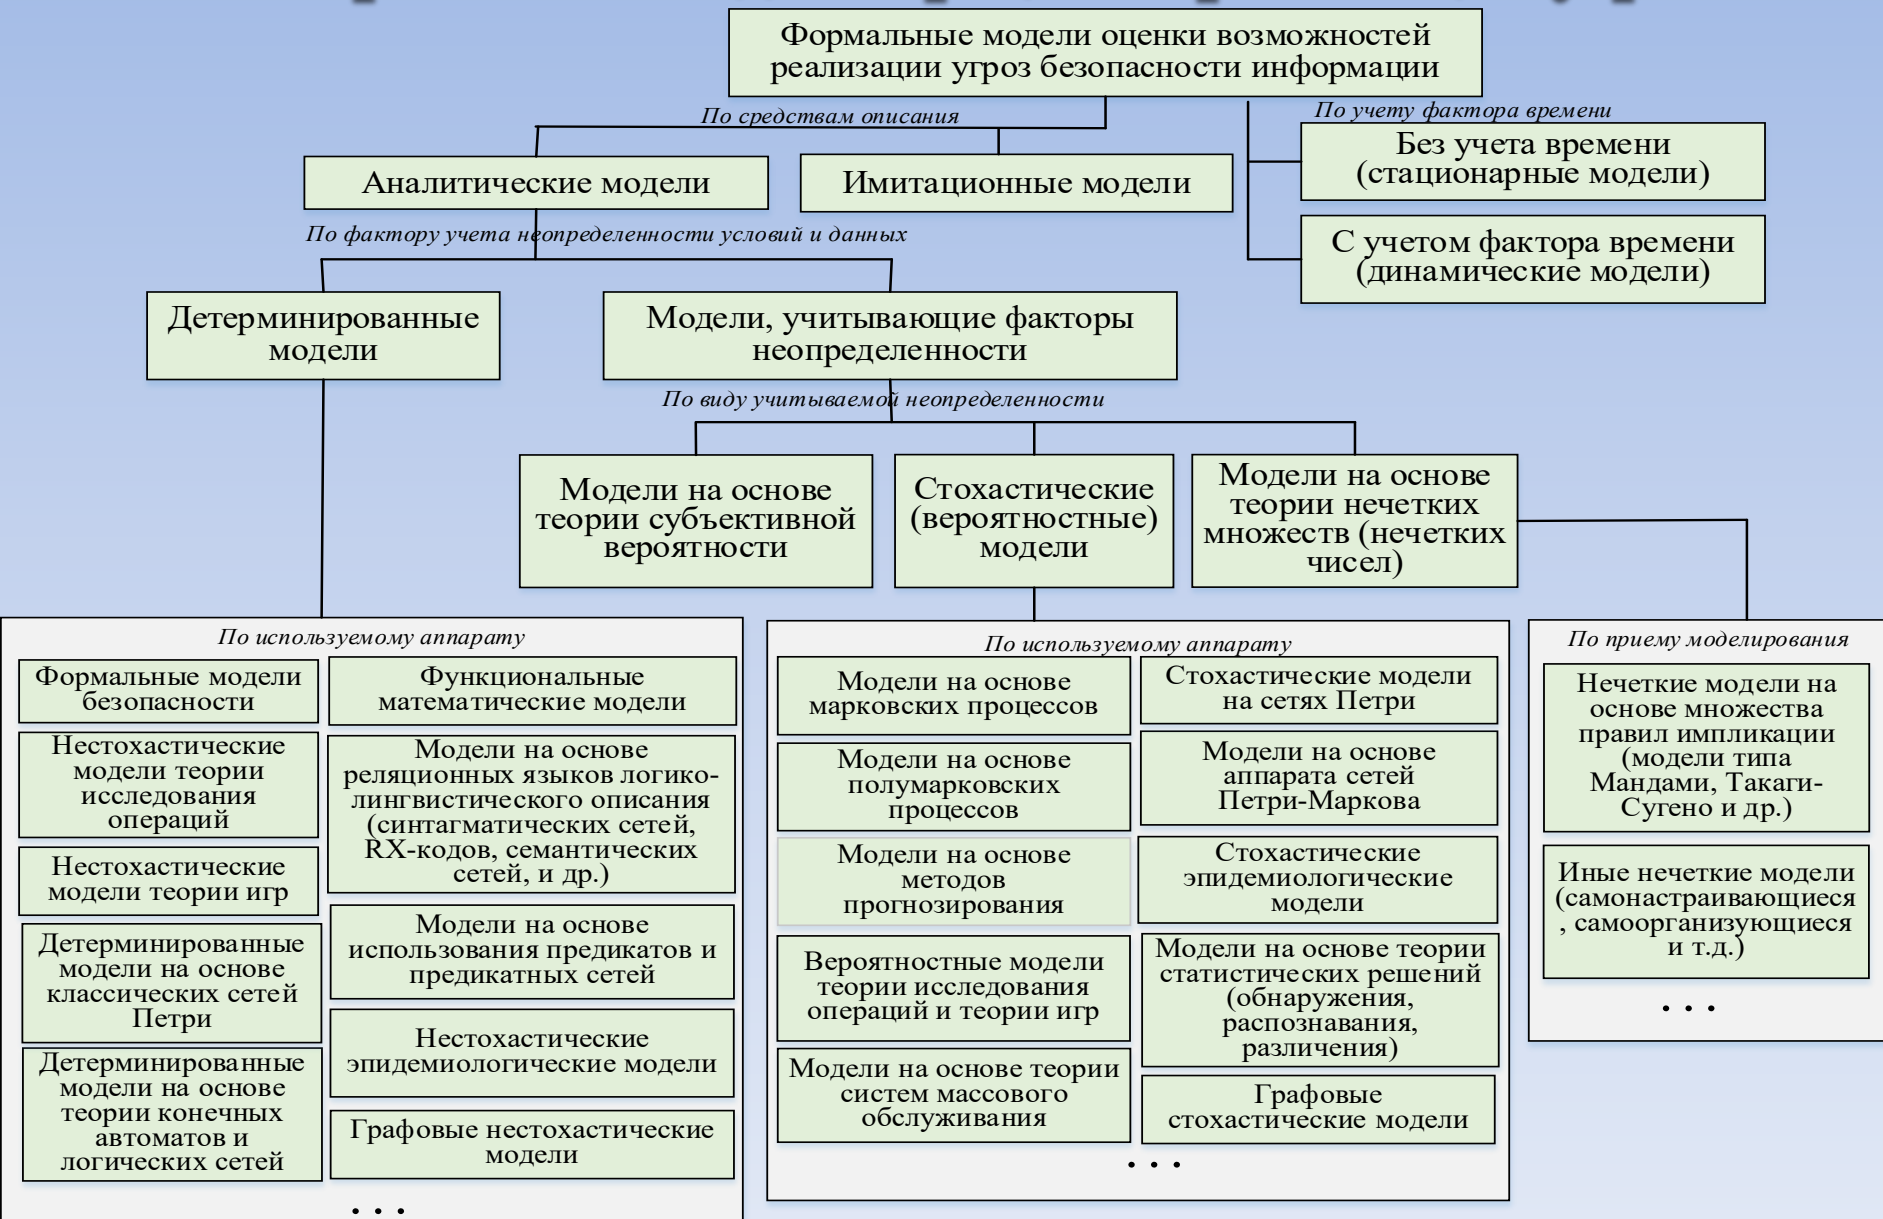 Формальные модели оценки возможностей
реализации угроз безопасности информации
По средствам описания
По учету фактора времени
Аналитические модели
Имитационные модели
Без учета времени
(стационарные модели)
С учетом фактора времени
(динамические модели)
По фактору учета неопределенности условий и данных
Детерминированные
модели
Модели, учитывающие факторы
неопределенности
По виду учитываемой неопределенности
Модели на основе
теории субъективной
вероятности
Стохастические
(вероятностные)
модели
Модели на основе
теории нечетких
множеств (нечетких
чисел)
По используемому аппарату
Формальные модели
безопасности
Нестохастические
модели теории
исследования
операций
Нестохастические
модели теории игр
Детерминированные
модели на основе
классических сетей
Петри
Детерминированные
модели на основе
теории конечных
автоматов и
логических сетей
Функциональные
математические модели
Модели на основе
реляционных языков логико-
лингвистического описания
(синтагматических сетей,
RX-кодов, семантических
сетей, и др.)
Модели на основе
использования предикатов и
предикатных сетей
Нестохастические
эпидемиологические модели
Графовые нестохастические
модели
. . .
По используемому аппарату
Модели на основе
марковских процессов
Модели на основе
полумарковских
процессов
Модели на основе
методов
прогнозирования
Вероятностные модели
теории исследования
операций и теории игр
Модели на основе теории
систем массового
обслуживания
Стохастические модели
на сетях Петри
Модели на основе
аппарата сетей
Петри-Маркова
Стохастические
эпидемиологические
модели
Модели на основе теории
статистических решений
(обнаружения,
распознавания,
различения)
Графовые
стохастические модели
. . .
По приему моделирования
Нечеткие модели на
основе множества
правил импликации
(модели типа
Мандами, Такаги-
Сугено и др.)
Иные нечеткие модели
(самонастраивающиеся
, самоорганизующиеся
и т.д.)
. . .